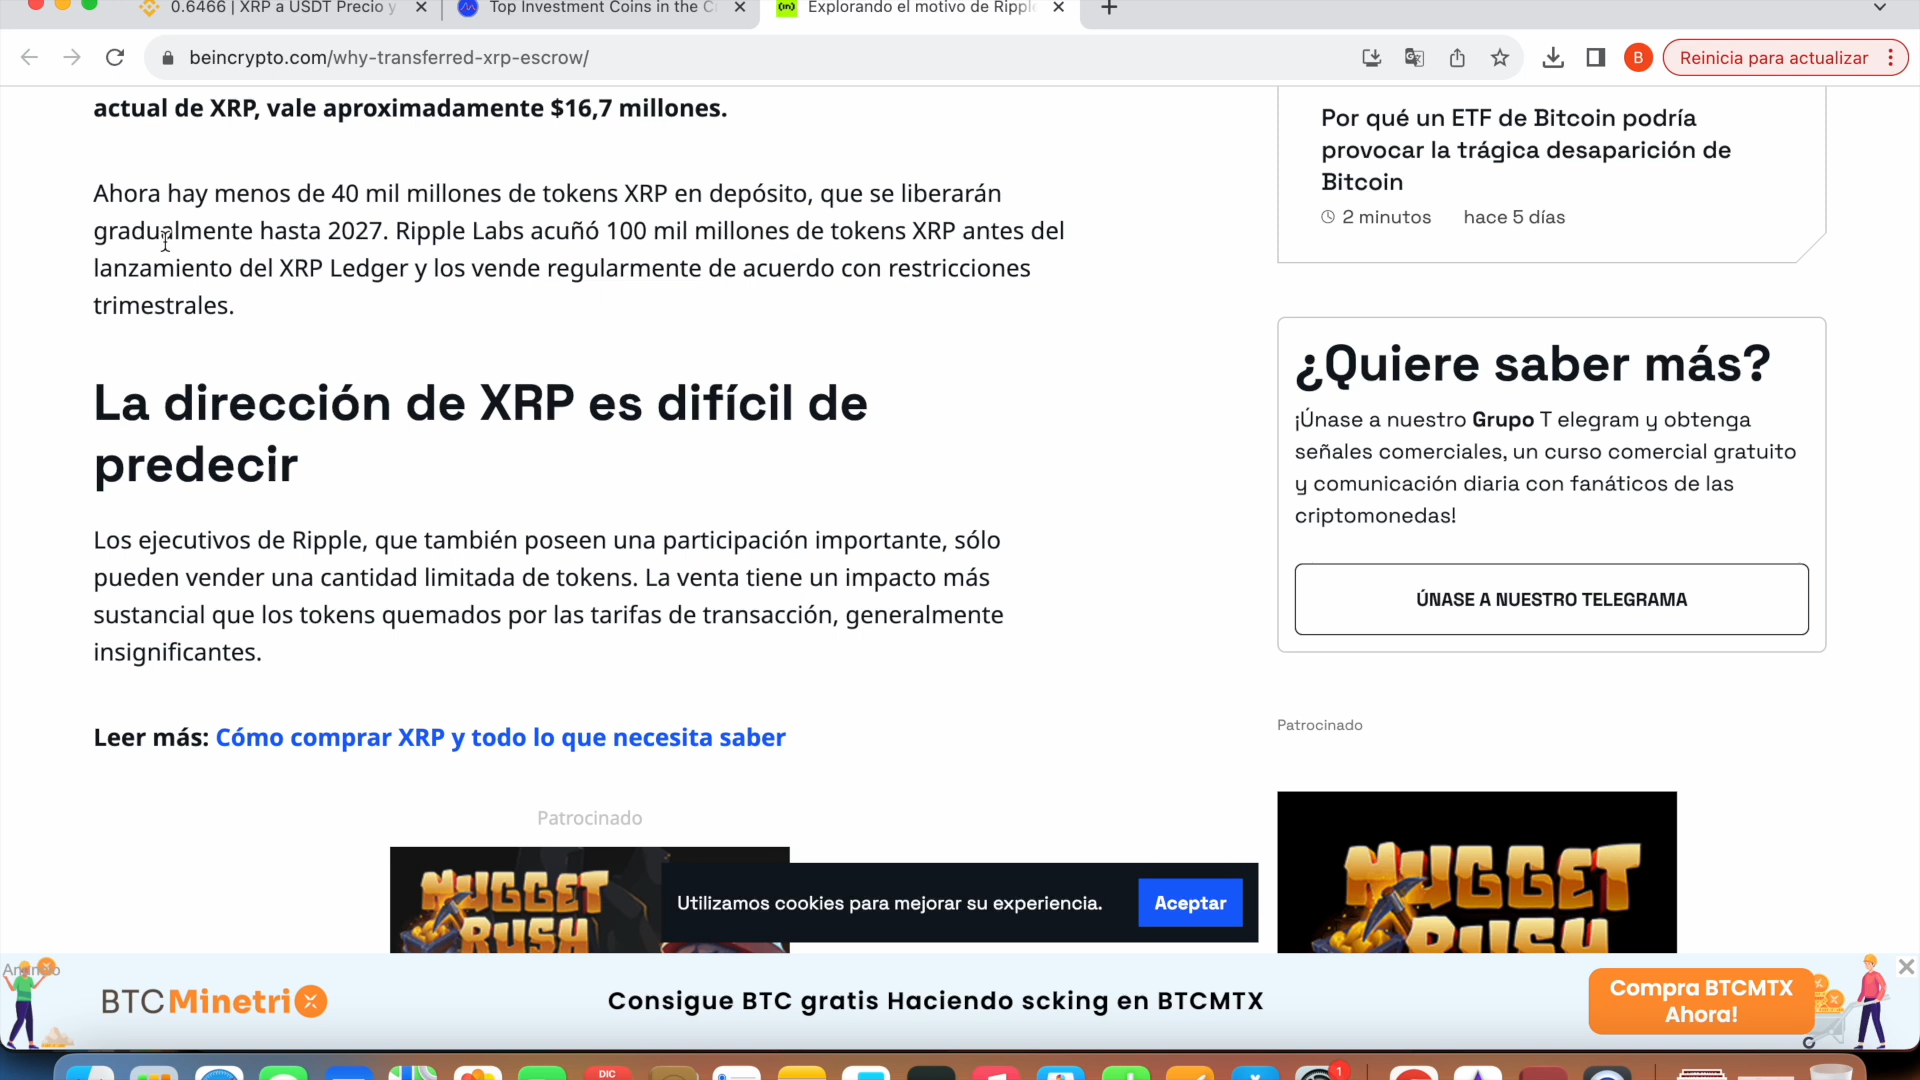 0.6466 | XRP a USDT Precio y
Top Investment Coins in the C
Explorando el motivo de Ripple
beincrypto.com/why-transferred-xrp-escrow/
B
Reinicia para actualizar
actual de XRP, vale aproximadamente $16,7 millones.
Ahora hay menos de 40 mil millones de tokens XRP en depósito, que se liberarán
gradualmente hasta 2027. Ripple Labs acuñó 100 mil millones de tokens XRP antes del
lanzamiento del XRP Ledger y los vende regularmente de acuerdo con restricciones
trimestrales.
La dirección de XRP es difícil de
predecir
Los ejecutivos de Ripple, que también poseen una participación importante, sólo
pueden vender una cantidad limitada de tokens. La venta tiene un impacto más
sustancial que los tokens quemados por las tarifas de transacción, generalmente
insignificantes.
Leer más: Cómo comprar XRP y todo lo que necesita saber
Patrocinado
NUGGET
RUSH
Por qué un ETF de Bitcoin podría
provocar la trágica desaparición de
Bitcoin
2 minutos hace 5 días
¿Quiere saber más?
¡Únase a nuestro Grupo T elegram y obtenga
señales comerciales, un curso comercial gratuito
y comunicación diaria con fanáticos de las
criptomonedas!
ÚNASE A NUESTRO TELEGRAMA
Patrocinado
NUGGET
RUSH
Utilizamos cookies para mejorar su experiencia.
Aceptar
Anuncio
BTCMinetrix
Consigue BTC gratis Haciendo scking en BTCMTX
Compra BTCMTX
Ahora!
DIC
1